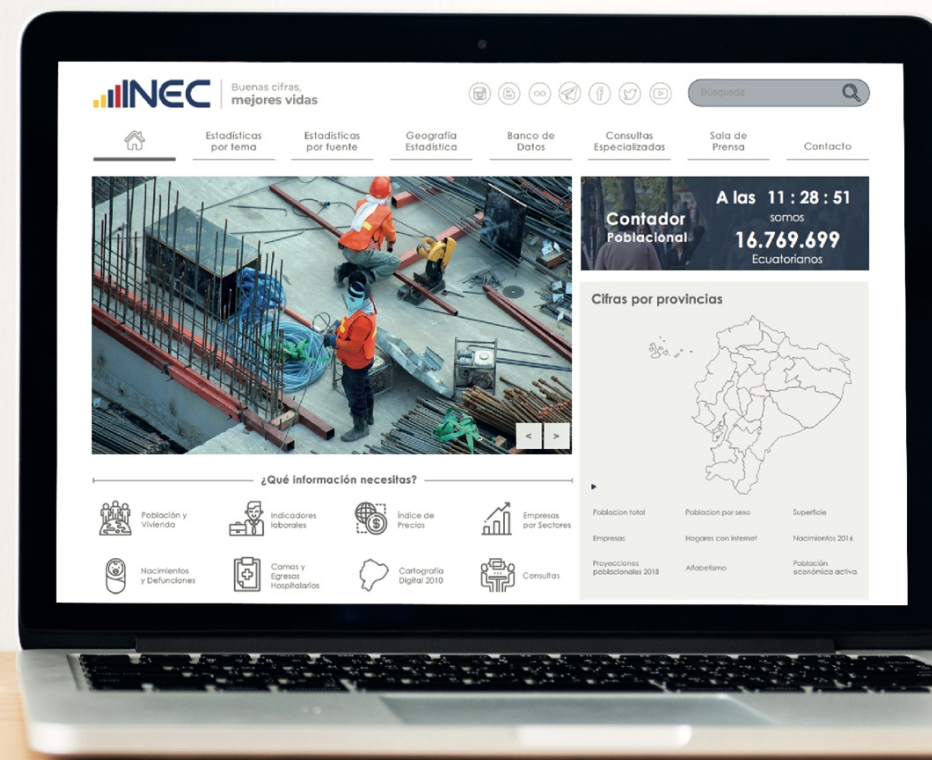 INEC
Buenas cifras,
mejores vidas
Búsqueda
Estadísticas
por tema
Estadísticas
por fuente
Geografía
Estadística
Banco de
Datos
Consultas
Especializadas
Sala de
Prensa
Contacto
Contador
Poblacional
A las 11 : 28 : 51
somos
16.769.699
Ecuatorianos
< >
Cifras por provincias
¿Qué información necesitas?
Población y
Vivienda
Indicadores
laborales
Índice de
Precios
Empresas
por Sectores
Nacimientos
y Defunciones
Camas y
Egresos
Hospitalarios
Cartografía
Digital 2010
Consultas
Poblacion total
Poblacion por sexo
Superficie
Empresas
Hogares con internet
Nacimientos 2016
Proyecciones
poblacionales 2018
Alfabetismo
Población
económica activa